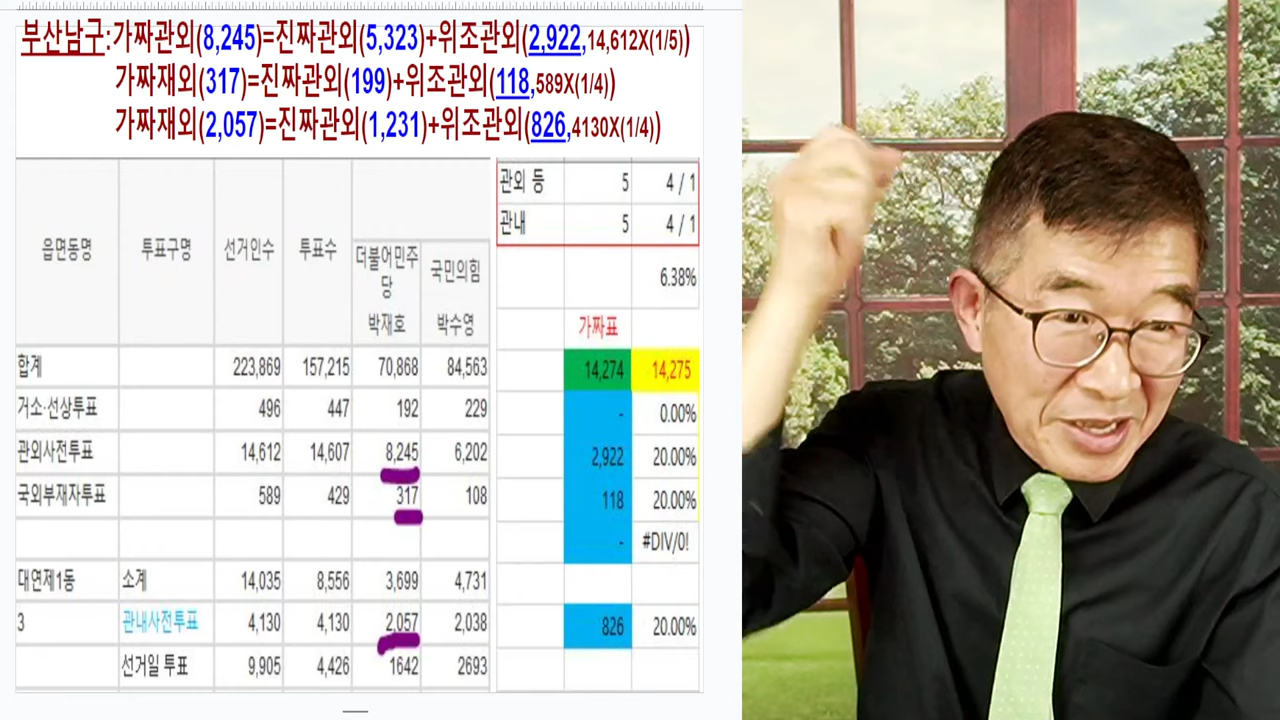 부산남구:가짜관외(8,245)=진짜관외(5,323)+위조관외(2,922,14,612X(1/5))
가짜재외(317)=진짜관외(199)+위조관외(118,589X(1/4))
가짜재외(2,057)=진짜관외(1,231)+위조관외(826,4130X(1/4))
관외 등 5 4 / 1
관내 5 4 / 1
6.38%
가짜표
읍면동명 투표구명 선거인수 투표수 더불어민주
당
박재호 국민의힘
박수영
합계 223,869 157,215 70,868 84,563 14,274 14,275
거소·선상투표 496 447 192 229 - 0.00%
관외사전투표 14,612 14,607 8,245 6,202 2,922 20.00%
국외부재자투표 589 429 317 108 118 20.00%
- #DIV/0!
대연제1동 소계 14,035 8,556 3,699 4,731
3 관내사전투표 4,130 4,130 2,057 2,038 826 20.00%
선거일 투표 9,905 4,426 1642 2693